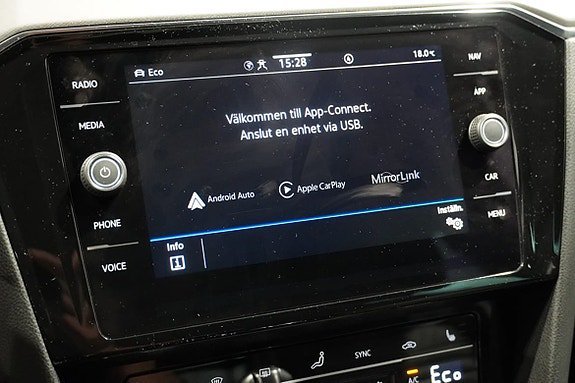 RADIO
MEDIA
PHONE
VOICE
Eco
15:28
18.0°C
Välkommen till App-Connect.
Anslut en enhet via USB.
Android Auto
Apple CarPlay
MirrorLink
Inställn.
Info
NAV
APP
CAR
MENU
SYNC
A/C
Eco